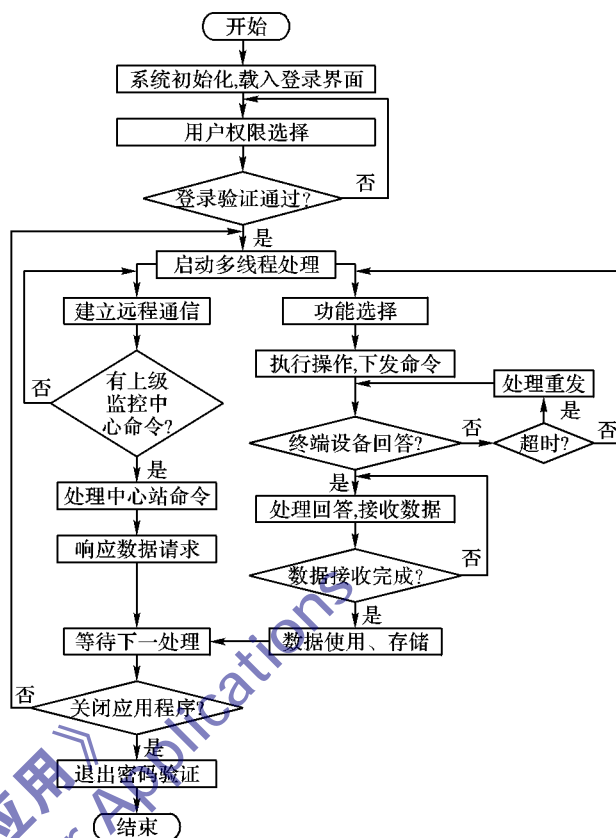 开始
系统初始化,载入登录界面
用户权限选择
登录验证通过?
否
是
启动多线程处理
建立远程通信
功能选择
执行操作,下发命令
有上级
监控中
心命令?
否
是
处理重发
是
终端设备回答?
否
超时?
否
是
处理中心站命令
处理回答,接收数据
响应数据请求
数据接收完成?
否
是
等待下一处理
数据使用、存储
关闭应用程序?
否
是
退出密码验证
结束
应用》
Applications